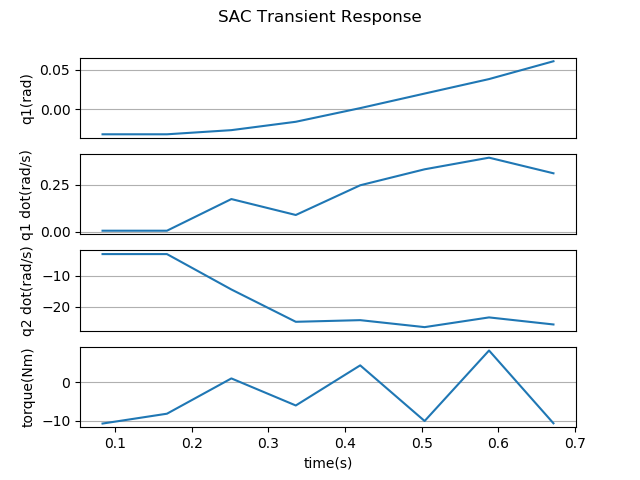 SAC Transient Response
q1(rad)
0.05
0.00
q1 dot(rad/s)
0.25
0.00
q2 dot(rad/s)
−10
−20
torque(Nm)
0
−10
0.1 0.2 0.3 0.4 0.5 0.6 0.7
time(s)